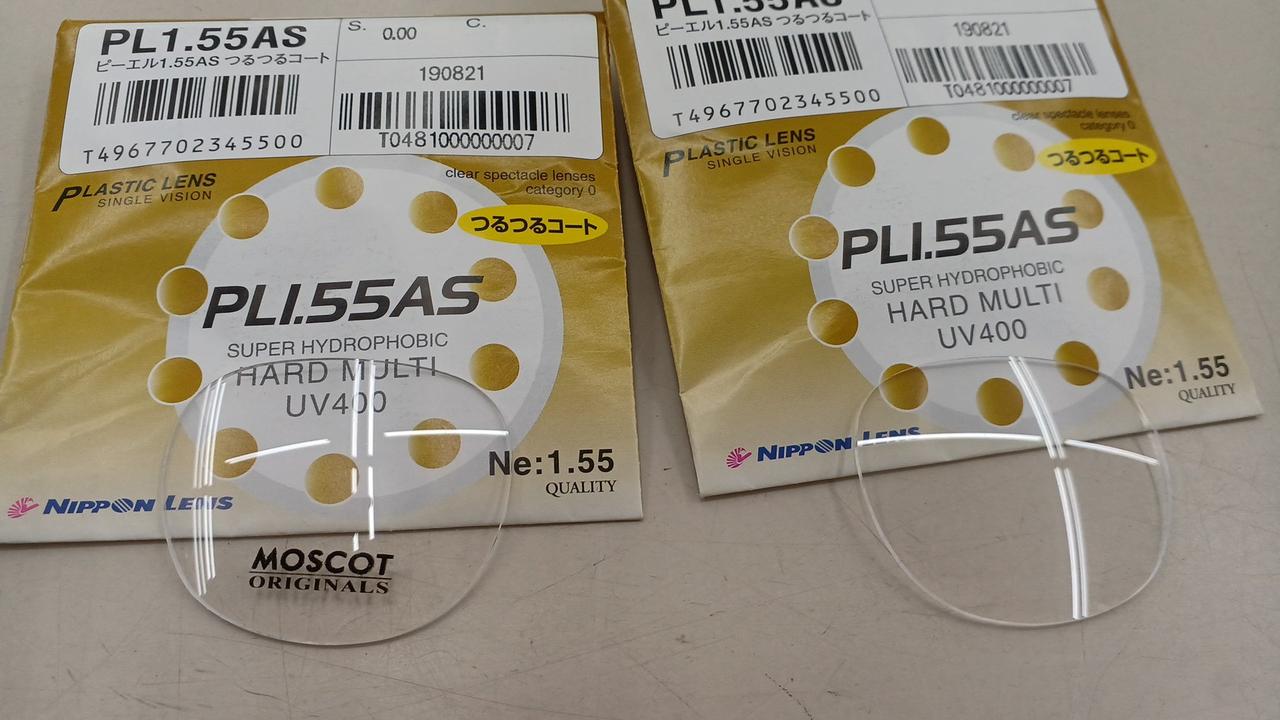 PL1.55AS
ピーエル1.55AS つるつるコート
T4967702345500
S. 0.00 C.
190821
T0481000000007
PLASTIC LENS
SINGLE VISION
clear spectacle lenses
category 0
つるつるコート
PL1.55AS
SUPER HYDROPHOBIC
HARD MULTI
UV400
Ne:1.55
QUALITY
NIPPON LENS
MOSCOT
ORIGINALS
PL1.55AS
ピーエル1.55AS つるつるコート
T4967702345500
190821
T0481000000007
PLASTIC LENS
SINGLE VISION
clear spectacle lenses
category 0
つるつるコート
PL1.55AS
SUPER HYDROPHOBIC
HARD MULTI
UV400
Ne:1.55
QUALITY
NIPPON LENS